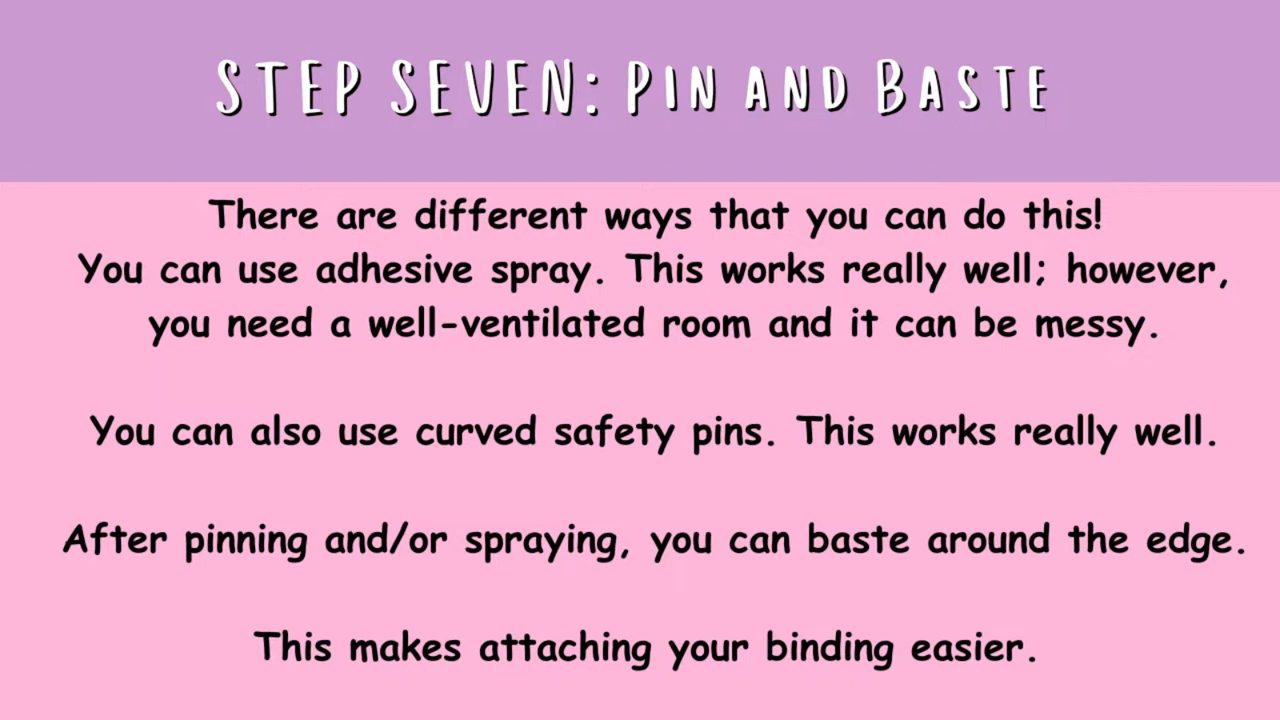 STEP SEVEN: PIN AND BASTE
There are different ways that you can do this!
You can use adhesive spray. This works really well; however,
you need a well-ventilated room and it can be messy.
You can also use curved safety pins. This works really well.
After pinning and/or spraying, you can baste around the edge.
This makes attaching your binding easier.